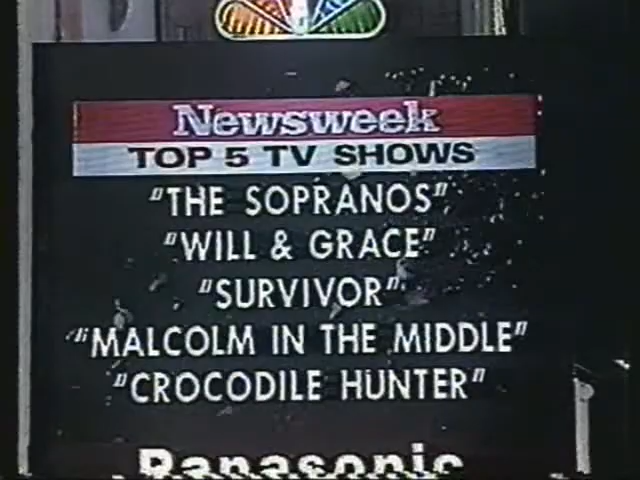 Newsweek
TOP 5 TV SHOWS
"THE SOPRANOS"
"WILL & GRACE"
"SURVIVOR"
"MALCOLM IN THE MIDDLE"
"CROCODILE HUNTER"
Panasonic